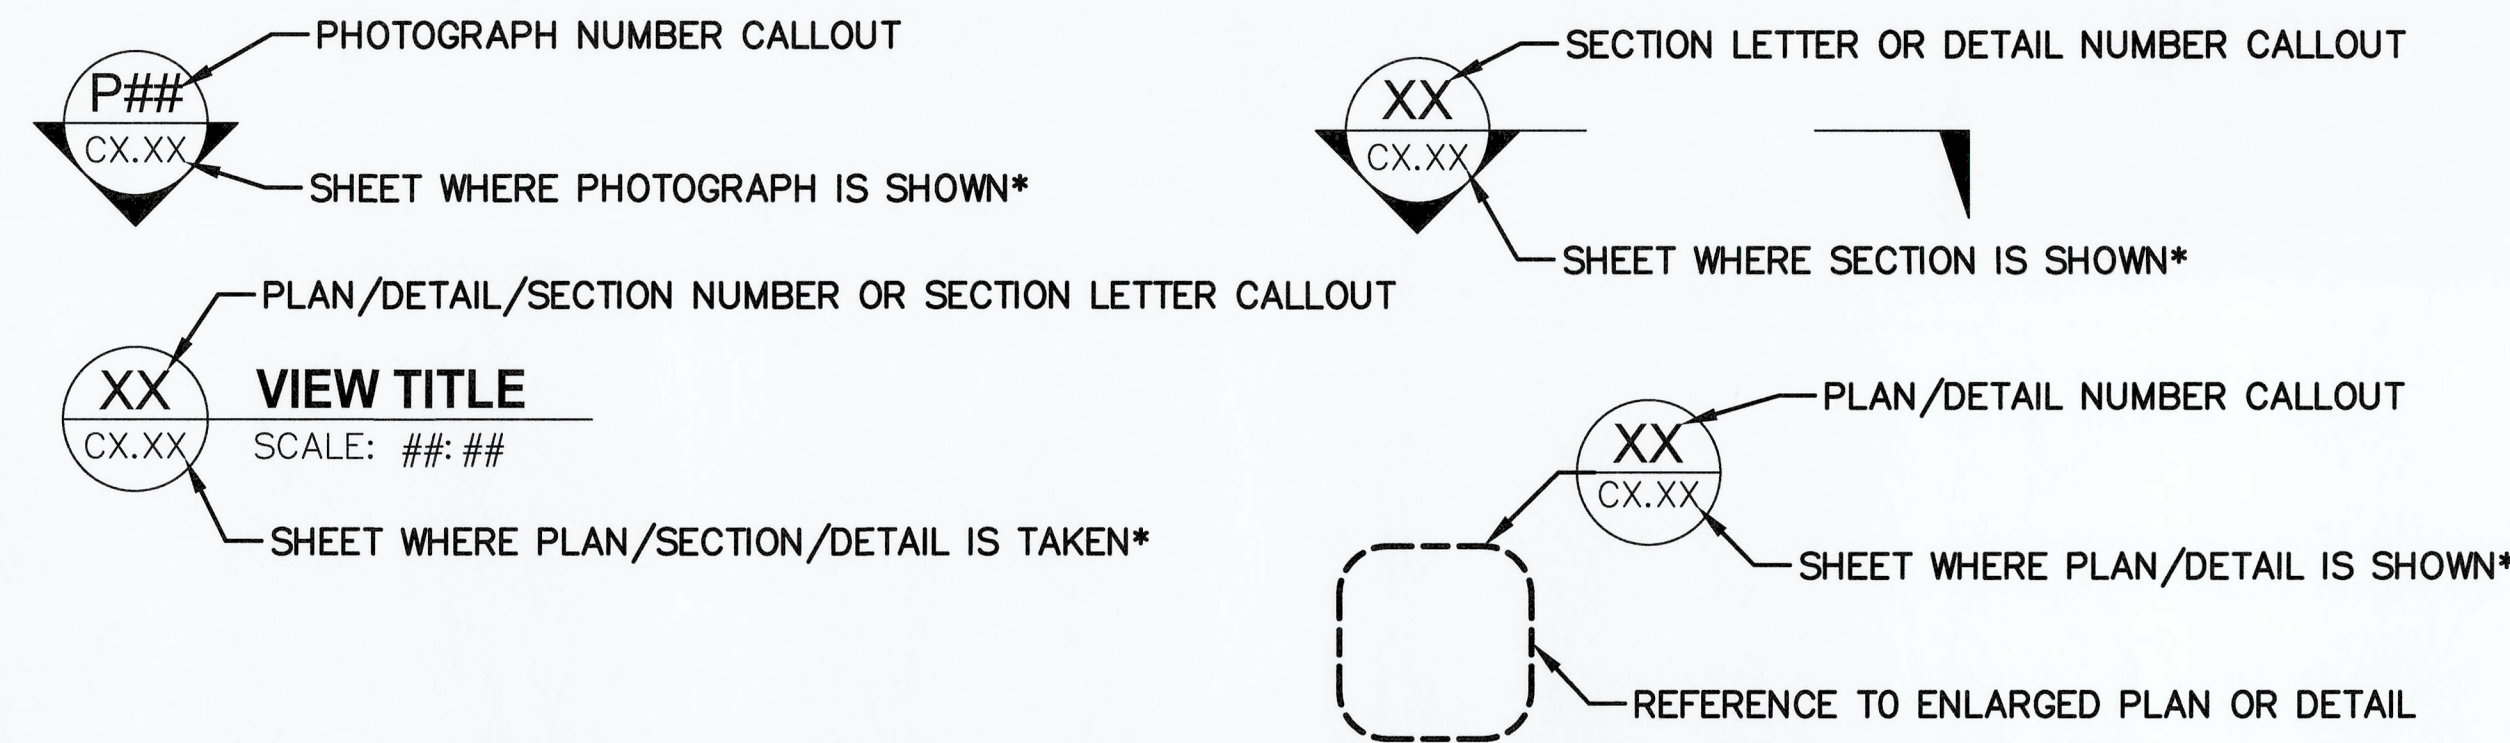 PHOTOGRAPH NUMBER CALLOUT
P##
CX.XX
SHEET WHERE PHOTOGRAPH IS SHOWN*
SECTION LETTER OR DETAIL NUMBER CALLOUT
XX
CX.XX
SHEET WHERE SECTION IS SHOWN*
PLAN/DETAIL/SECTION NUMBER OR SECTION LETTER CALLOUT
XX
VIEW TITLE
CX.XX
SCALE: ##: ##
SHEET WHERE PLAN/SECTION/DETAIL IS TAKEN*
PLAN/DETAIL NUMBER CALLOUT
XX
CX.XX
SHEET WHERE PLAN/DETAIL IS SHOWN*
REFERENCE TO ENLARGED PLAN OR DETAIL